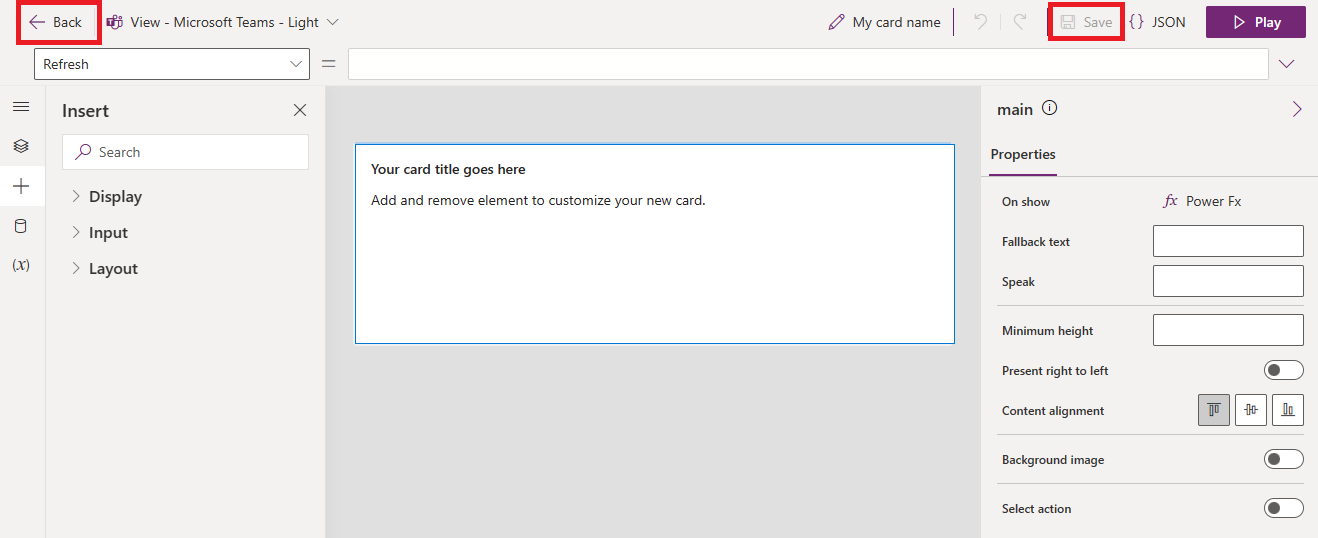 Back View - Microsoft Teams - Light My card name Save {} JSON Play
Refresh =
Insert
Search
Display
Input
Layout
(x)
Your card title goes here
Add and remove element to customize your new card.
main
Properties
On show fx Power Fx
Fallback text
Speak
Minimum height
Present right to left
Content alignment
Background image
Select action